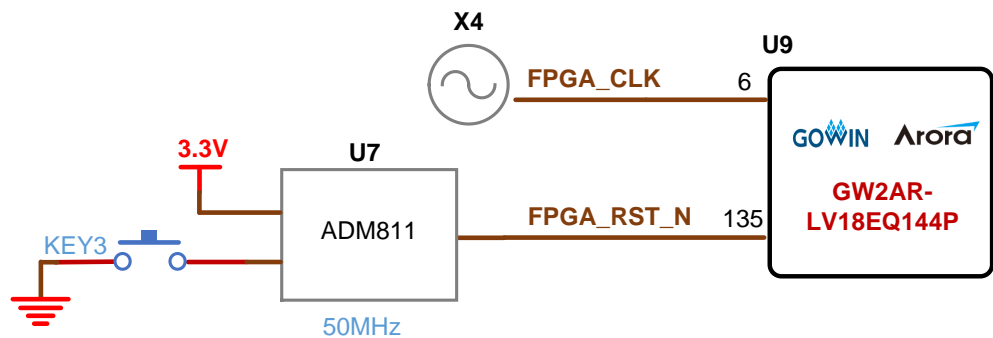 X4
U9
FPGA_CLK
6
GOWIN Arora
3.3V
U7
GW2AR-
LV18EQ144P
FPGA_RST_N
135
ADM811
KEY3
50MHz